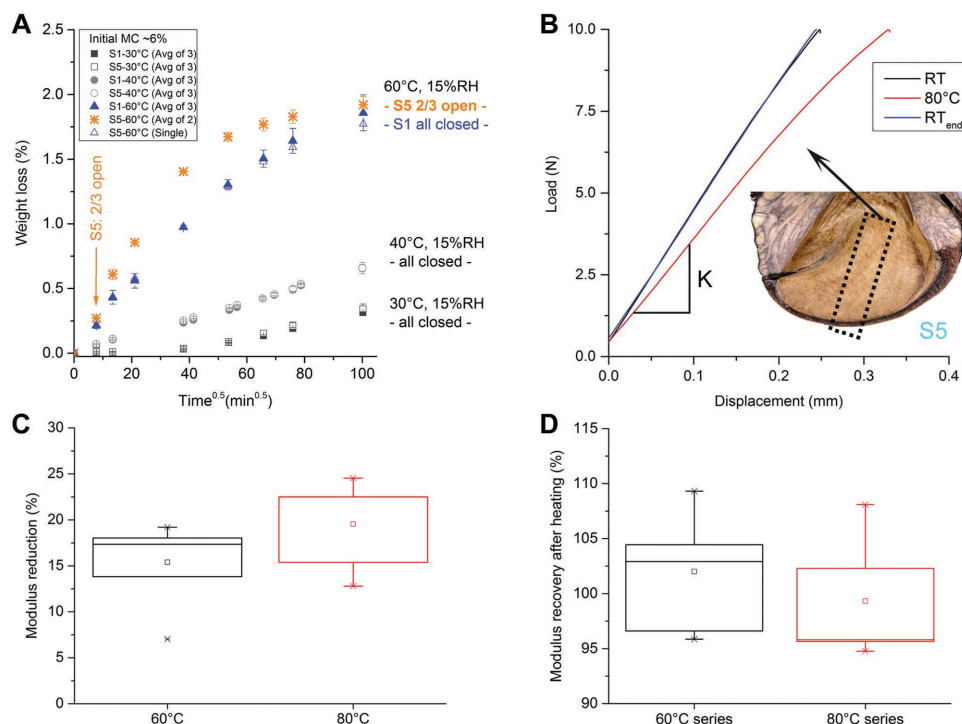 A
Initial MC ~6%
S1-30°C (Avg of 3)
S5-30°C (Avg of 3)
S1-40°C (Avg of 3)
S5-40°C (Avg of 3)
S1-60°C (Avg of 3)
S5-60°C (Avg of 2)
S5-60°C (Single)
S5: 2/3 open
60°C, 15%RH
- S5 2/3 open -
- S1 all closed -
40°C, 15%RH
- all closed -
30°C, 15%RH
- all closed -
Weight loss (%)
2.5
2.0
1.5
1.0
0.5
0.0
0 20 40 60 80 100
Time^0.5(min^0.5)
B
RT
80°C
RTend
K
S5
Load (N)
10.0
7.5
5.0
2.5
0.0
0.0 0.1 0.2 0.3 0.4
Displacement (mm)
C
Modulus reduction (%)
30
25
20
15
10
5
0
60°C 80°C
D
Modulus recovery after heating (%)
115
110
105
100
95
90
60°C series 80°C series